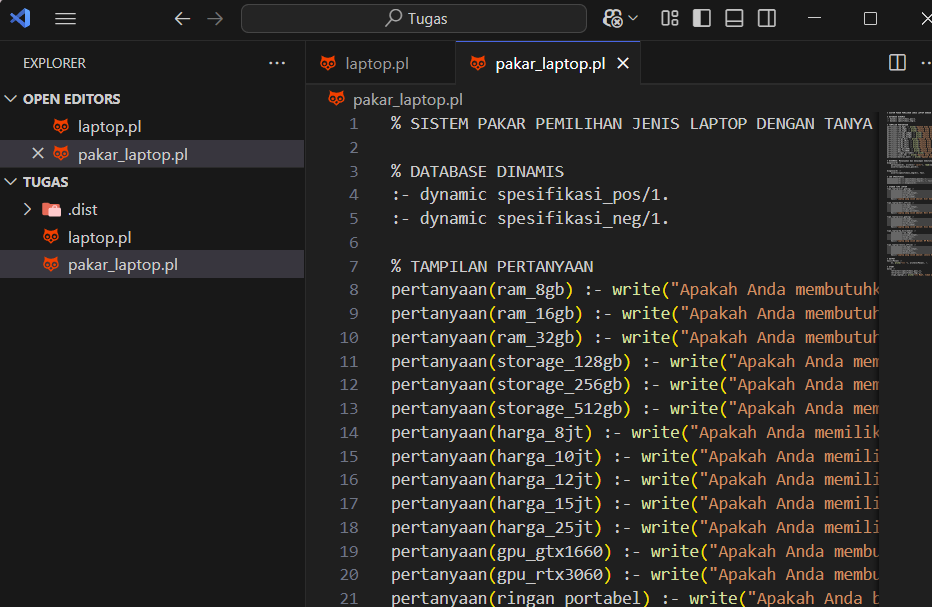 Tugas
EXPLORER
OPEN EDITORS
laptop.pl
pakar_laptop.pl
TUGAS
.dist
laptop.pl
pakar_laptop.pl
laptop.pl
pakar_laptop.pl
pakar_laptop.pl
1 % SISTEM PAKAR PEMILIHAN JENIS LAPTOP DENGAN TANYA
2
3 % DATABASE DINAMIS
4 :- dynamic spesifikasi_pos/1.
5 :- dynamic spesifikasi_neg/1.
6
7 % TAMPILAN PERTANYAAN
8 pertanyaan(ram_8gb) :- write("Apakah Anda membutuhk
9 pertanyaan(ram_16gb) :- write("Apakah Anda membutuh
10 pertanyaan(ram_32gb) :- write("Apakah Anda membutuh
11 pertanyaan(storage_128gb) :- write("Apakah Anda mem
12 pertanyaan(storage_256gb) :- write("Apakah Anda mem
13 pertanyaan(storage_512gb) :- write("Apakah Anda mem
14 pertanyaan(harga_8jt) :- write("Apakah Anda memilik
15 pertanyaan(harga_10jt) :- write("Apakah Anda memili
16 pertanyaan(harga_12jt) :- write("Apakah Anda memili
17 pertanyaan(harga_15jt) :- write("Apakah Anda memili
18 pertanyaan(harga_25jt) :- write("Apakah Anda memili
19 pertanyaan(gpu_gtx1660) :- write("Apakah Anda membu
20 pertanyaan(gpu_rtx3060) :- write("Apakah Anda membu
21 pertanyaan(ringan_portabel) :- write("Apakah Anda b